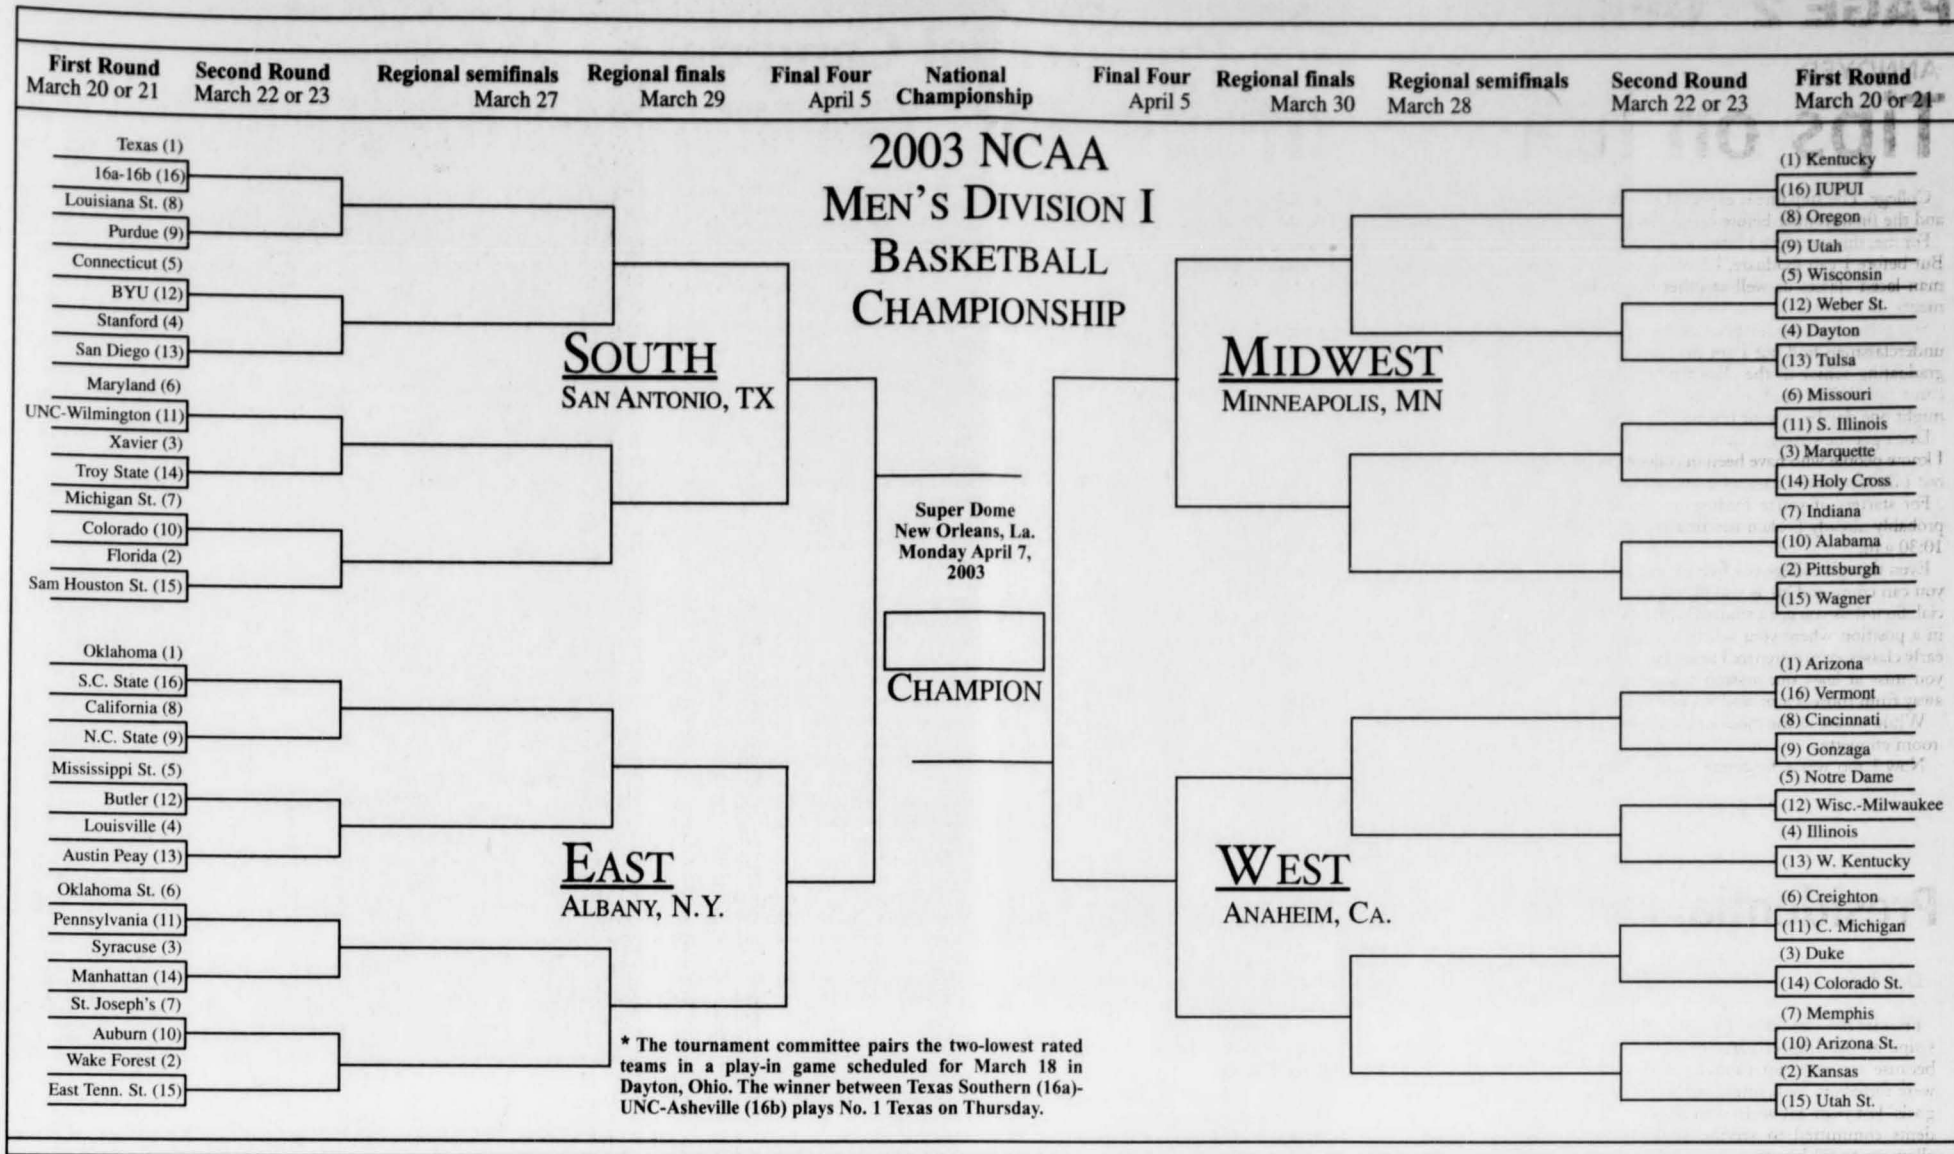 First Round
March 20 or 21
Second Round
March 22 or 23
Regional semifinals
March 27
Regional finals
March 29
Final Four
April 5
National
Championship
Final Four
April 5
Regional finals
March 30
Regional semifinals
March 28
Second Round
March 22 or 23
First Round
March 20 or 21
2003 NCAA
MEN'S DIVISION I
BASKETBALL
CHAMPIONSHIP
Texas (1)
16a-16b (16)
Louisiana St. (8)
Purdue (9)
Connecticut (5)
BYU (12)
Stanford (4)
San Diego (13)
Maryland (6)
UNC-Wilmington (11)
Xavier (3)
Troy State (14)
Michigan St. (7)
Colorado (10)
Florida (2)
Sam Houston St. (15)
SOUTH
SAN ANTONIO, TX
Oklahoma (1)
S.C. State (16)
California (8)
N.C. State (9)
Mississippi St. (5)
Butler (12)
Louisville (4)
Austin Peay (13)
Oklahoma St. (6)
Pennsylvania (11)
Syracuse (3)
Manhattan (14)
St. Joseph's (7)
Auburn (10)
Wake Forest (2)
East Tenn. St. (15)
EAST
ALBANY, N.Y.
Super Dome
New Orleans, La.
Monday April 7,
2003
CHAMPION
* The tournament committee pairs the two-lowest rated
teams in a play-in game scheduled for March 18 in
Dayton, Ohio. The winner between Texas Southern (16a)-
UNC-Asheville (16b) plays No. 1 Texas on Thursday.
MIDWEST
MINNEAPOLIS, MN
(1) Kentucky
(16) IUPUI
(8) Oregon
(9) Utah
(5) Wisconsin
(12) Weber St.
(4) Dayton
(13) Tulsa
(6) Missouri
(11) S. Illinois
(3) Marquette
(14) Holy Cross
(7) Indiana
(10) Alabama
(2) Pittsburgh
(15) Wagner
WEST
ANAHEIM, CA.
(1) Arizona
(16) Vermont
(8) Cincinnati
(9) Gonzaga
(5) Notre Dame
(12) Wisc.-Milwaukee
(4) Illinois
(13) W. Kentucky
(6) Creighton
(11) C. Michigan
(3) Duke
(14) Colorado St.
(7) Memphis
(10) Arizona St.
(2) Kansas
(15) Utah St.